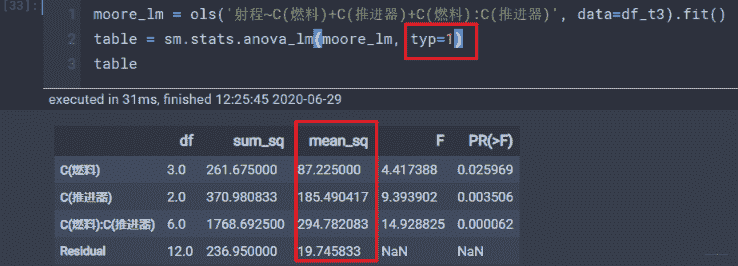 [33]:
1 moore_lm = ols('射程~C(燃料)+C(推进器)+C(燃料):C(推进器)', data=df_t3).fit()
2 table = sm.stats.anova_lm(moore_lm, typ=1)
3 table
executed in 31ms, finished 12:25:45 2020-06-29
df sum_sq mean_sq F PR(>F)
C(燃料) 3.0 261.675000 87.225000 4.417388 0.025969
C(推进器) 2.0 370.980833 185.490417 9.393902 0.003506
C(燃料):C(推进器) 6.0 1768.692500 294.782083 14.928825 0.000062
Residual 12.0 236.950000 19.745833 NaN NaN